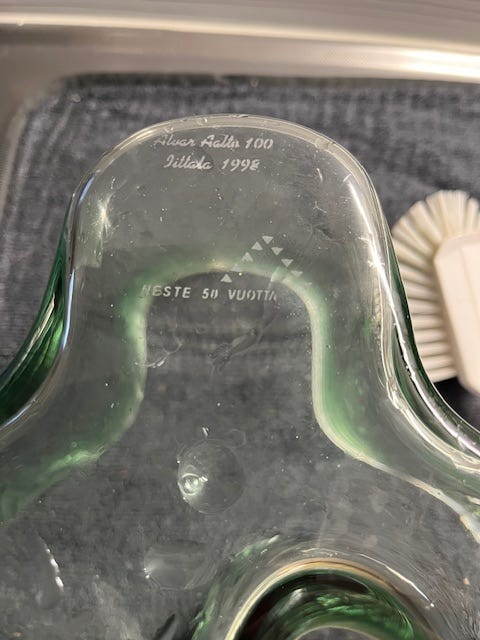 Alvar Aalto 100
Iittala 1998
NESTE 50 VUOTTA